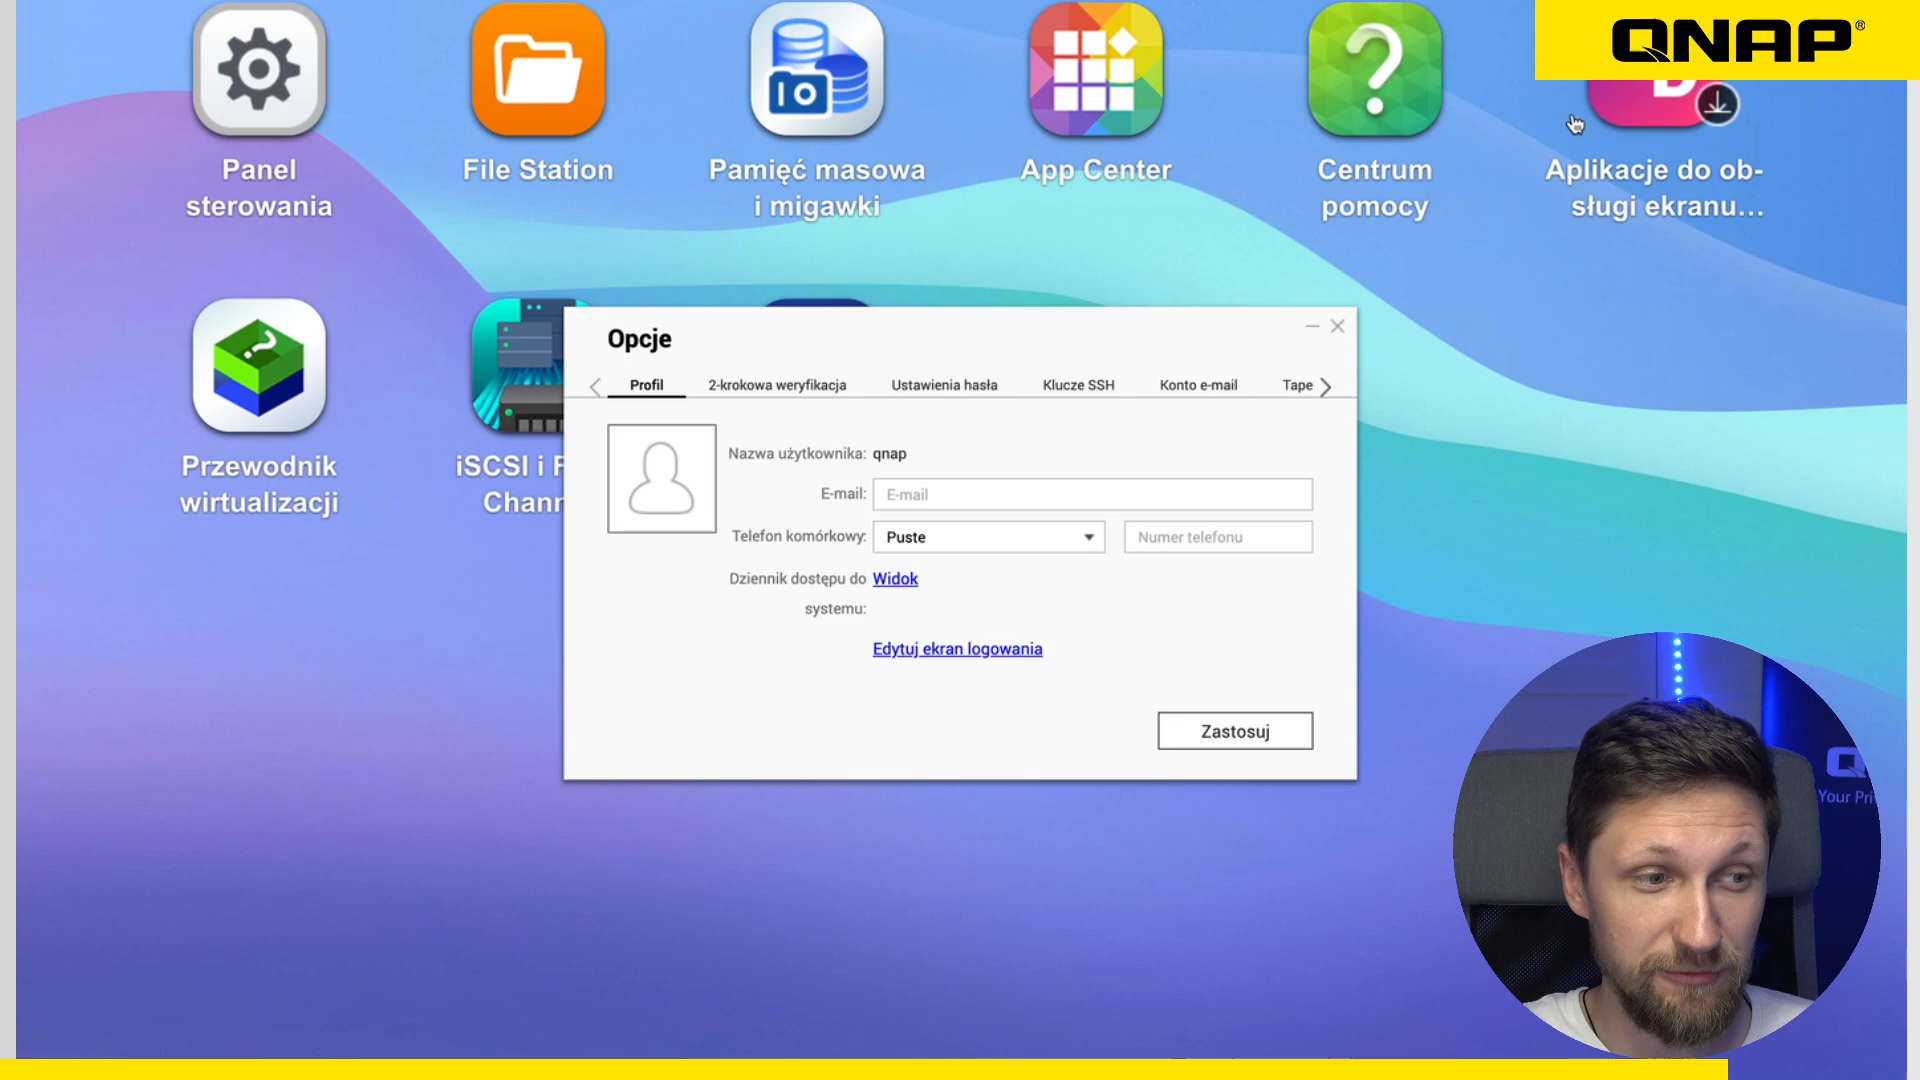 QNAP®
Panel
sterowania
File Station
Pamięć masowa
i migawki
App Center
Centrum
pomocy
Aplikacje do ob-
sługi ekranu...
Przewodnik
wirtualizacji
iSCSI i F
Chann
Opcje
Profil
2-krokowa weryfikacja
Ustawienia hasła
Klucze SSH
Konto e-mail
Tape
Nazwa użytkownika: qnap
E-mail: E-mail
Telefon komórkowy: Puste Numer telefonu
Dziennik dostępu do Widok
systemu:
Edytuj ekran logowania
Zastosuj
Your Pri